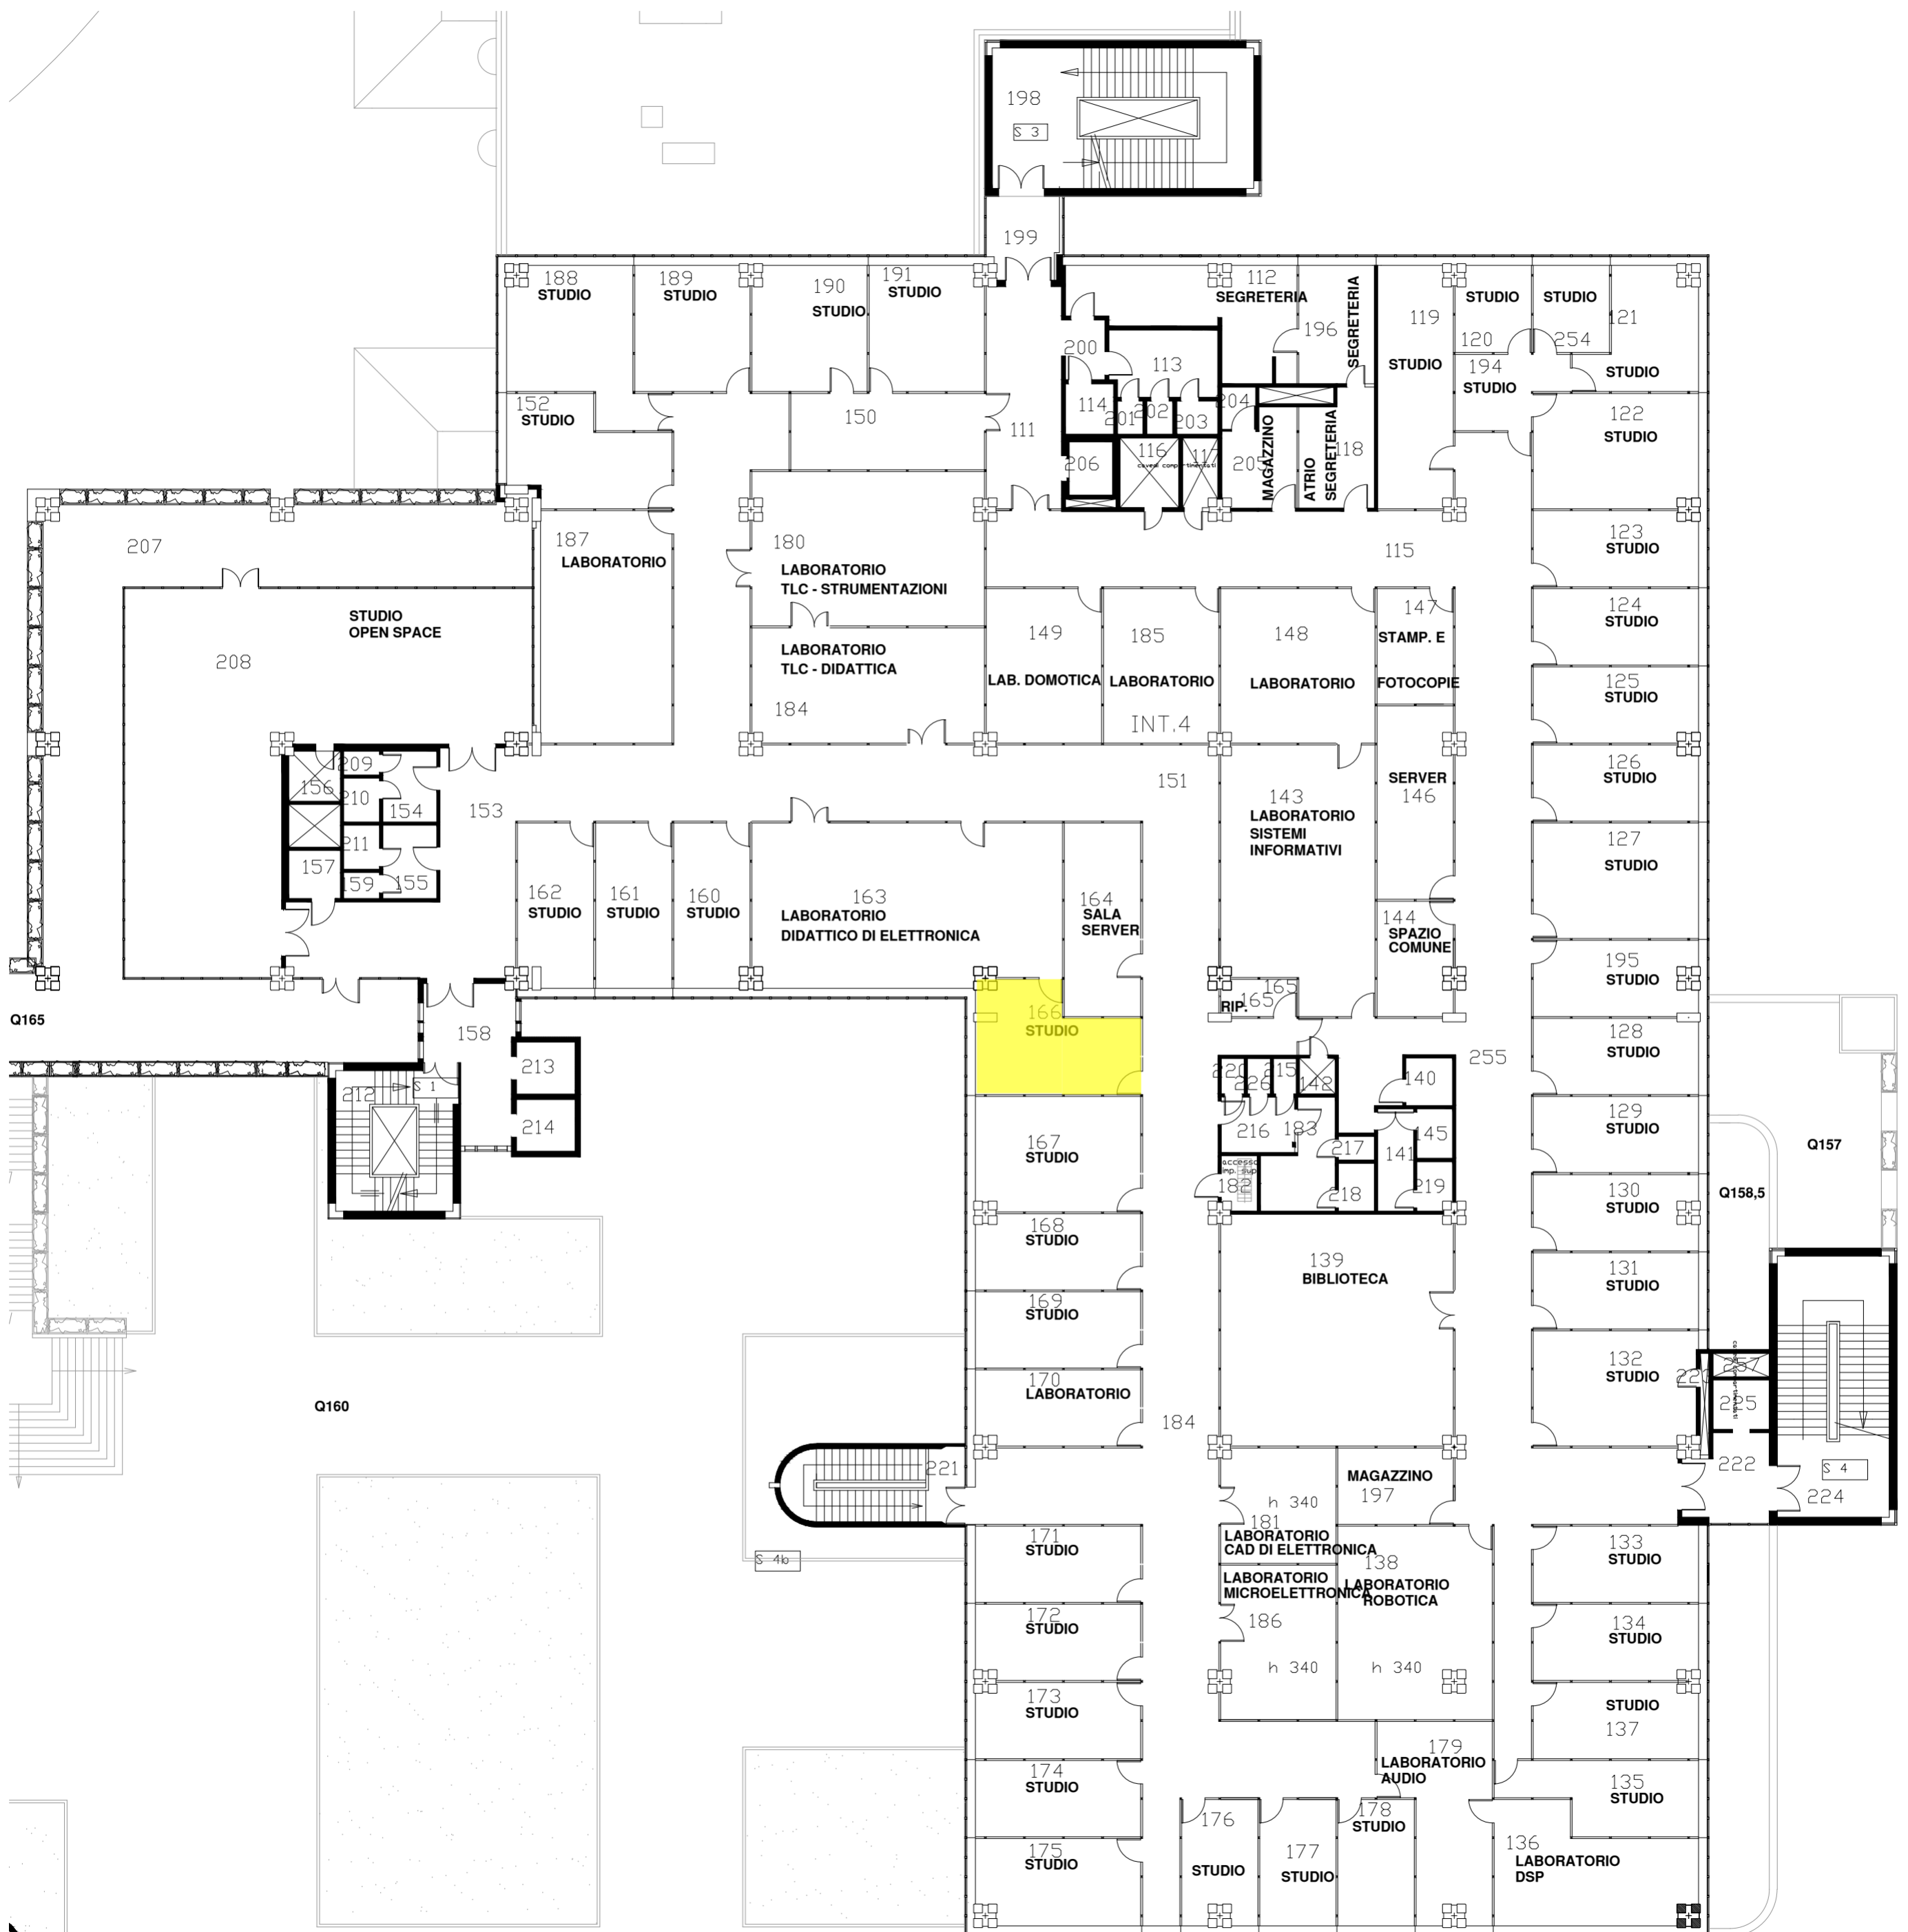 198
S 3
199
188
STUDIO
189
STUDIO
190
STUDIO
191
STUDIO
112
SEGRETERIA
196
SEGRETERIA
119
STUDIO
STUDIO
120
STUDIO
254
121
STUDIO
194
STUDIO
200
113
114
201
202
203
204
152
STUDIO
150
111
206
116
117
205
MAGAZZINO
ATRIO
SEGRETERIA
118
122
STUDIO
207
187
LABORATORIO
180
LABORATORIO
TLC - STRUMENTAZIONI
115
123
STUDIO
STUDIO
OPEN SPACE
208
LABORATORIO
TLC - DIDATTICA
184
149
LAB. DOMOTICA
185
LABORATORIO
INT.4
148
LABORATORIO
147
STAMP. E
FOTOCOPIE
124
STUDIO
125
STUDIO
156
209
210
154
211
157
159
155
153
151
143
LABORATORIO
SISTEMI
INFORMATIVI
SERVER
146
126
STUDIO
127
STUDIO
162
STUDIO
161
STUDIO
160
STUDIO
163
LABORATORIO
DIDATTICO DI ELETTRONICA
164
SALA
SERVER
144
SPAZIO
COMUNE
195
STUDIO
Q165
158
166
STUDIO
165
165
RIP.
255
128
STUDIO
212
S 1
213
214
220
226
215
142
140
216
183
217
141
145
accesso
182
218
219
129
STUDIO
Q157
167
STUDIO
130
STUDIO
Q158,5
168
STUDIO
139
BIBLIOTECA
131
STUDIO
169
STUDIO
132
STUDIO
225
170
LABORATORIO
Q160
184
221
222
S 4
224
h 340
181
LABORATORIO
CAD DI ELETTRONICA
MAGAZZINO
197
S 4b
171
STUDIO
LABORATORIO
MICROELETTRONICA
186
h 340
138
LABORATORIO
ROBOTICA
h 340
133
STUDIO
172
STUDIO
134
STUDIO
173
STUDIO
STUDIO
137
174
STUDIO
179
LABORATORIO
AUDIO
135
STUDIO
175
STUDIO
176
STUDIO
177
STUDIO
178
STUDIO
136
LABORATORIO
DSP